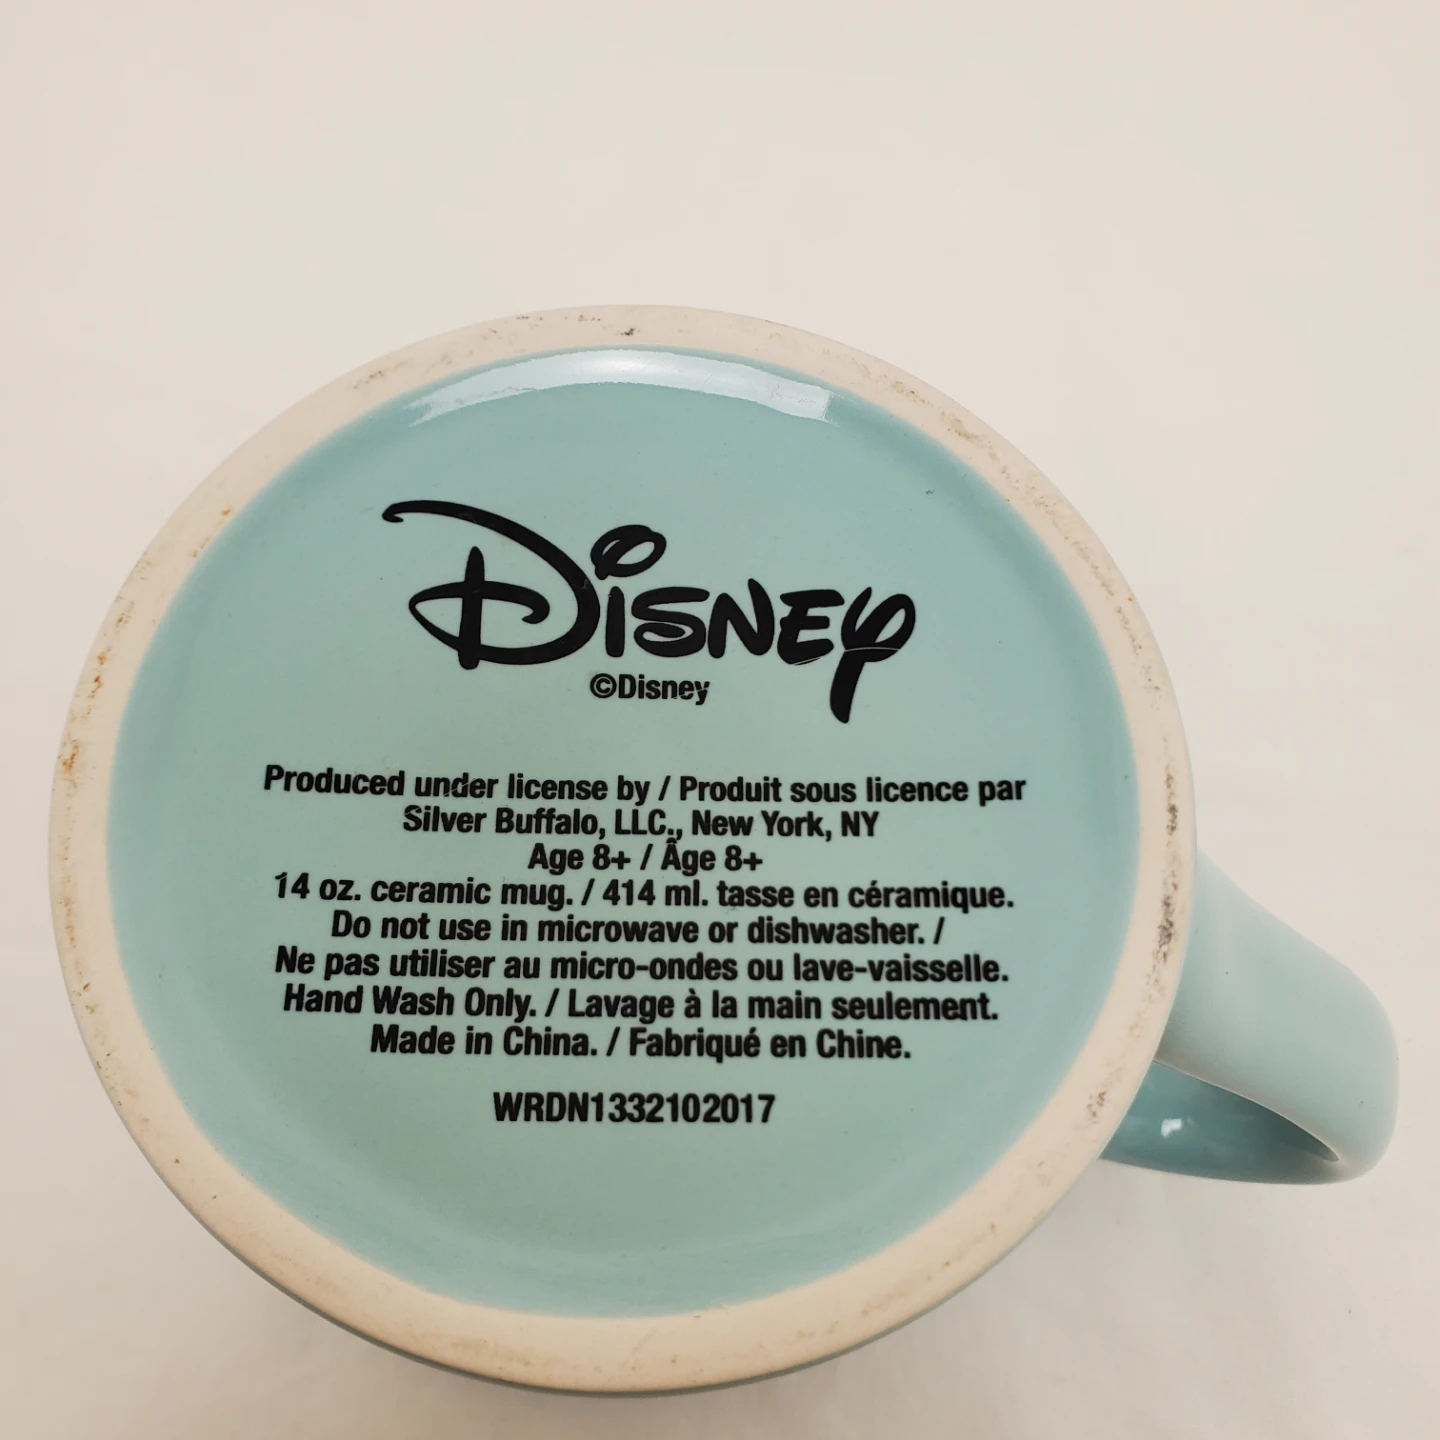 Disney
©Disney
Produced under license by / Produit sous licence par
Silver Buffalo, LLC., New York, NY
Age 8+ / Âge 8+
14 oz. ceramic mug. / 414 ml. tasse en céramique.
Do not use in microwave or dishwasher. /
Ne pas utiliser au micro-ondes ou lave-vaisselle.
Hand Wash Only. / Lavage à la main seulement.
Made in China. / Fabriqué en Chine.
WRDN1332102017